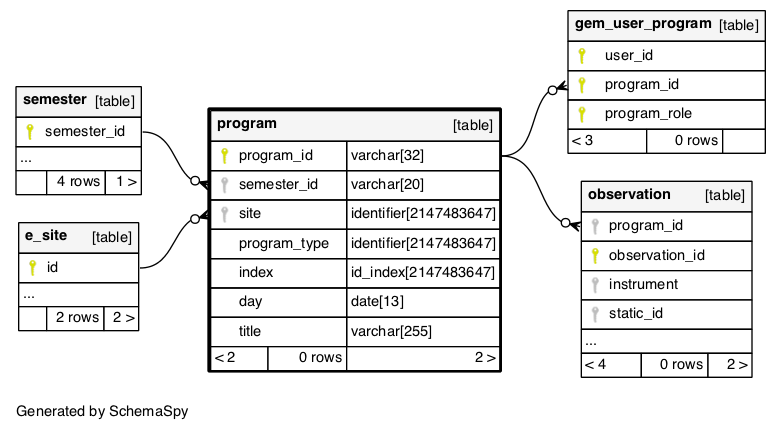 semester [table]
semester_id
...
4 rows 1 >
e_site [table]
id
...
2 rows 2 >
program [table]
program_id varchar[32]
semester_id varchar[20]
site identifier[2147483647]
program_type identifier[2147483647]
index id_index[2147483647]
day date[13]
title varchar[255]
< 2 0 rows 2 >
gem_user_program [table]
user_id
program_id
program_role
< 3 0 rows
observation [table]
program_id
observation_id
instrument
static_id
...
< 4 0 rows 2 >
Generated by SchemaSpy